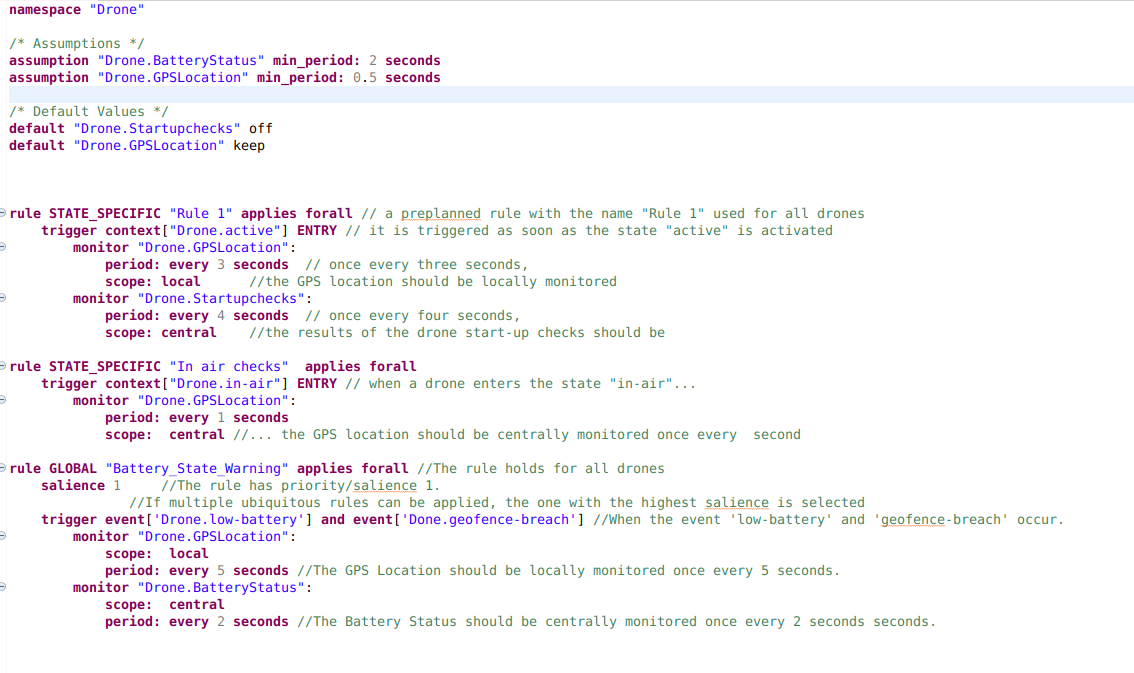 namespace "Drone"
/* Assumptions */
assumption "Drone.BatteryStatus" min_period: 2 seconds
assumption "Drone.GPSLocation" min_period: 0.5 seconds
/* Default Values */
default "Drone.Startupchecks" off
default "Drone.GPSLocation" keep
rule STATE_SPECIFIC "Rule 1" applies forall // a preplanned rule with the name "Rule 1" used for all drones
trigger context["Drone.active"] ENTRY // it is triggered as soon as the state "active" is activated
monitor "Drone.GPSLocation":
period: every 3 seconds // once every three seconds,
scope: local //the GPS location should be locally monitored
monitor "Drone.Startupchecks":
period: every 4 seconds // once every four seconds,
scope: central //the results of the drone start-up checks should be
rule STATE_SPECIFIC "In air checks" applies forall
trigger context["Drone.in-air"] ENTRY // when a drone enters the state "in-air"...
monitor "Drone.GPSLocation":
period: every 1 seconds
scope: central //... the GPS location should be centrally monitored once every second
rule GLOBAL "Battery_State_Warning" applies forall //The rule holds for all drones
salience 1 //The rule has priority/salience 1.
//If multiple ubiquitous rules can be applied, the one with the highest salience is selected
trigger event['Drone.low-battery'] and event['Done.geofence-breach'] //When the event 'low-battery' and 'geofence-breach' occur.
monitor "Drone.GPSLocation":
scope: local
period: every 5 seconds //The GPS Location should be locally monitored once every 5 seconds.
monitor "Drone.BatteryStatus":
scope: central
period: every 2 seconds //The Battery Status should be centrally monitored once every 2 seconds seconds.